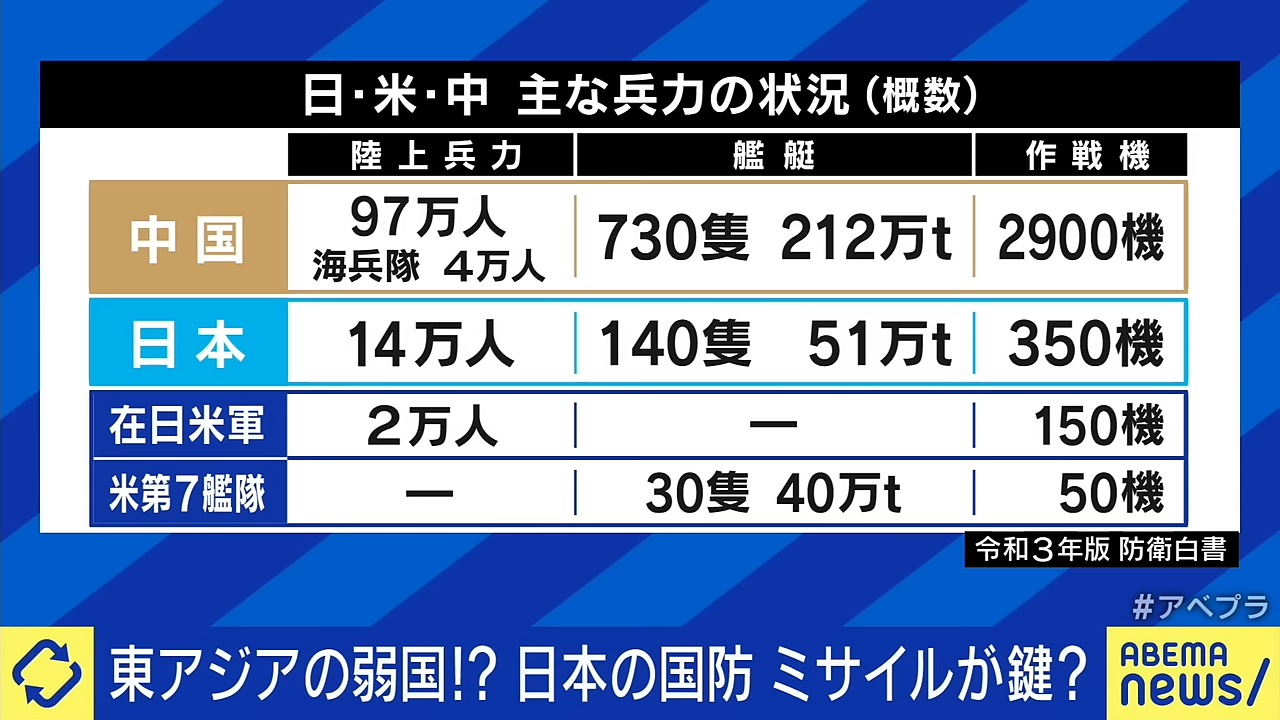 日・米・中 主な兵力の状況（概数）
陸上兵力 艦艇 作戦機
中国 97万人 海兵隊 4万人 730隻 212万t 2900機
日本 14万人 140隻 51万t 350機
在日米軍 2万人 ー 150機
米第7艦隊 ー 30隻 40万t 50機
令和3年版 防衛白書
#アベプラ
東アジアの弱国!? 日本の国防 ミサイルが鍵?
ABEMA
news/